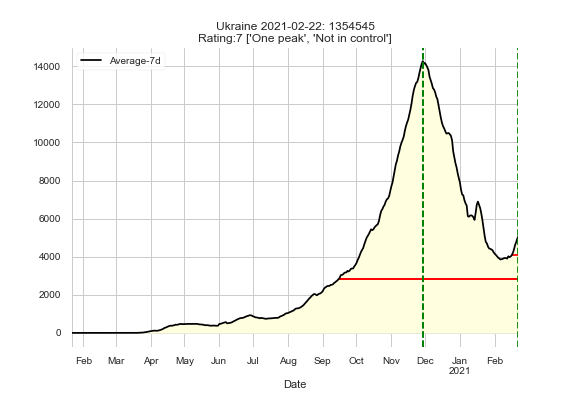 Ukraine 2021-02-22: 1354545
Rating:7 ['One peak', 'Not in control']
Average-7d
14000
12000
10000
8000
6000
4000
2000
0
Feb Mar Apr May Jun Jul Aug Sep Oct Nov Dec Jan Feb
2021
Date